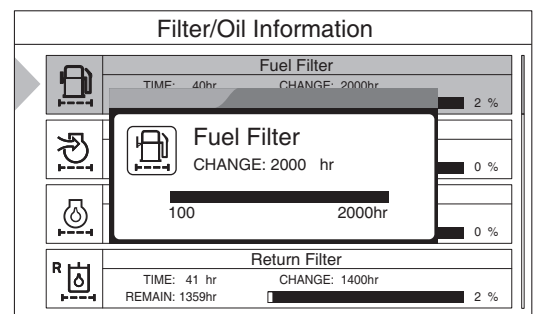 Filter/Oil Information
Fuel Filter
TIME: 40hr CHANGE: 2000hr
2 %
Fuel Filter
CHANGE: 2000 hr
100 2000hr
0 %
0 %
R
Return Filter
TIME: 41 hr CHANGE: 1400hr
REMAIN: 1359hr 2 %